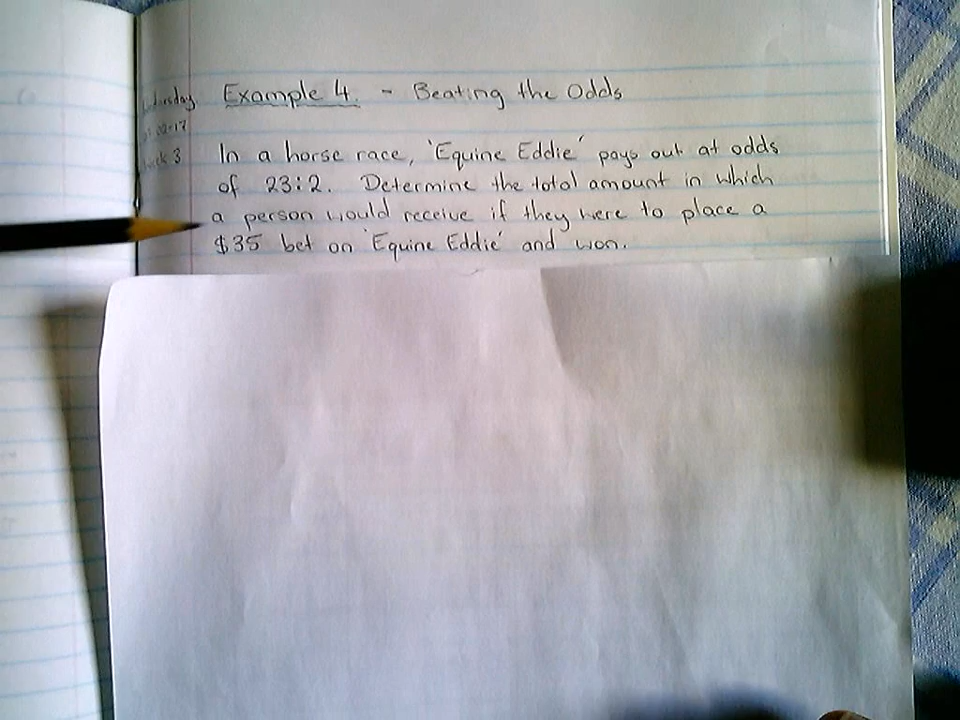 Example 4. - Beating the Odds
In a horse race, 'Equine Eddie' pays out at odds
of 23:2. Determine the total amount in which
a person would receive if they were to place a
$35 bet on 'Equine Eddie' and won.